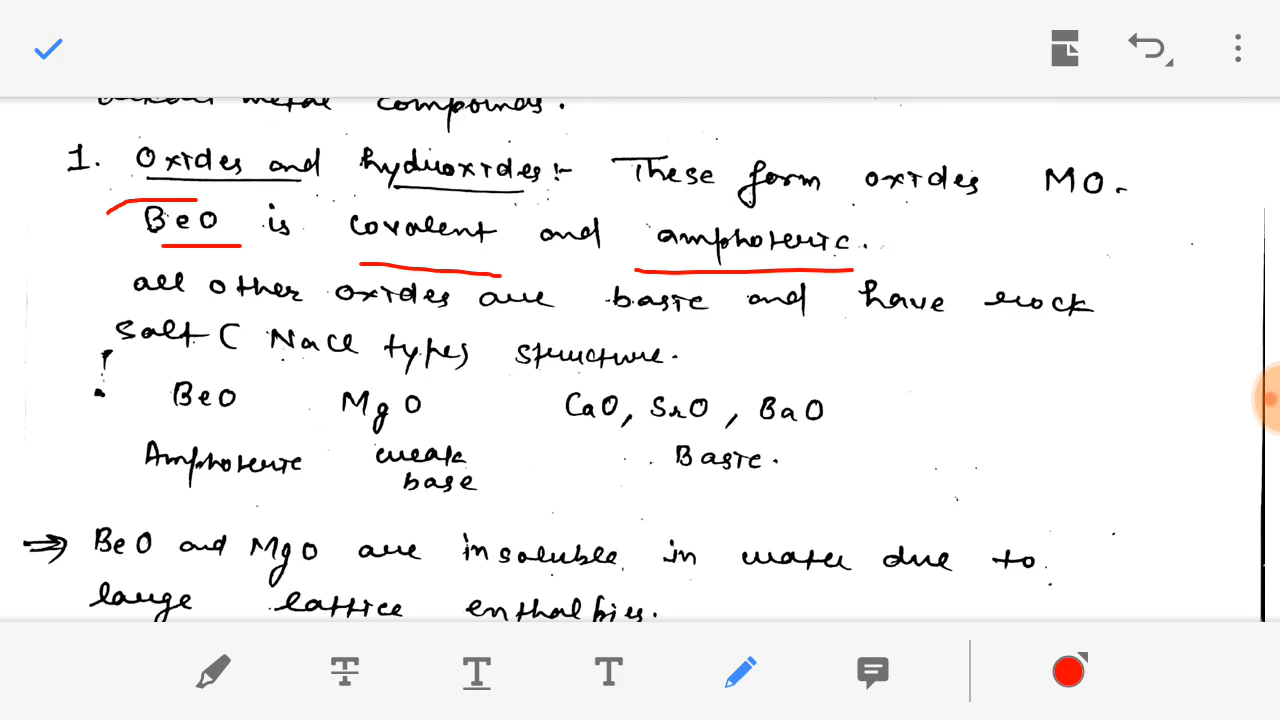 metal compounds.
1. Oxides and hydroxides:- These form oxides MO.
BeO is covalent and amphoteric.
all other oxides are basic and have rock
salt ( NaCl types structure.
BeO MgO CaO, SrO, BaO
Amphoteric weak base Basic.
⇒ BeO and MgO are insoluble in water due to
large lattice enthalpies.